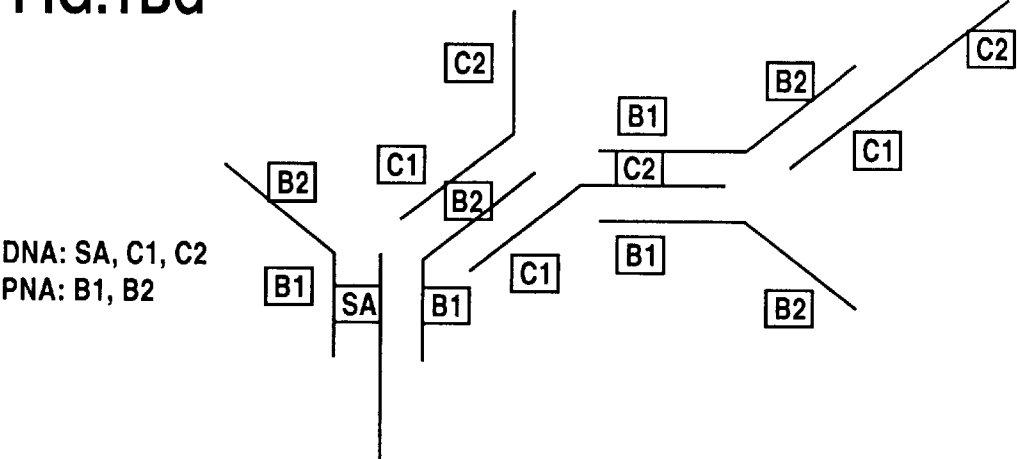 FIG.1Bd
C2
C2
B2
B1
C1
C1
C2
B2
B2
DNA: SA, C1, C2
B1
C1
PNA: B1, B2
B1
SA
B1
B2